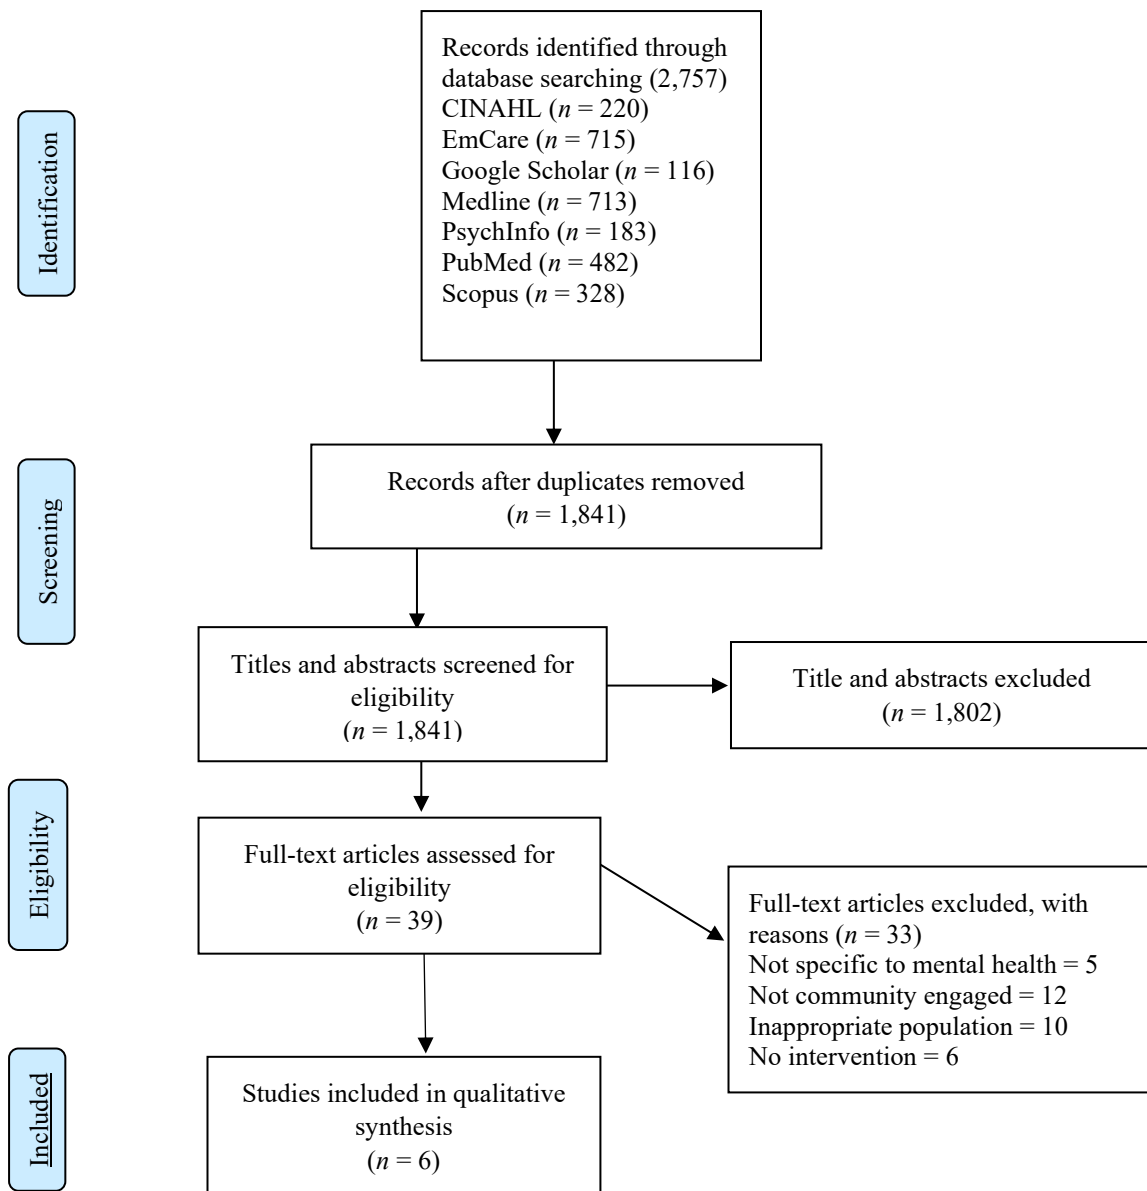 Records identified through
database searching (2,757)
CINAHL (n = 220)
EmCare (n = 715)
Google Scholar (n = 116)
Medline (n = 713)
PsychInfo (n = 183)
PubMed (n = 482)
Scopus (n = 328)
Identification
Records after duplicates removed
(n = 1,841)
Screening
Titles and abstracts screened for
eligibility
(n = 1,841)
Title and abstracts excluded
(n = 1,802)
Eligibility
Full-text articles assessed for
eligibility
(n = 39)
Full-text articles excluded, with
reasons (n = 33)
Not specific to mental health = 5
Not community engaged = 12
Inappropriate population = 10
No intervention = 6
Included
Studies included in qualitative
synthesis
(n = 6)